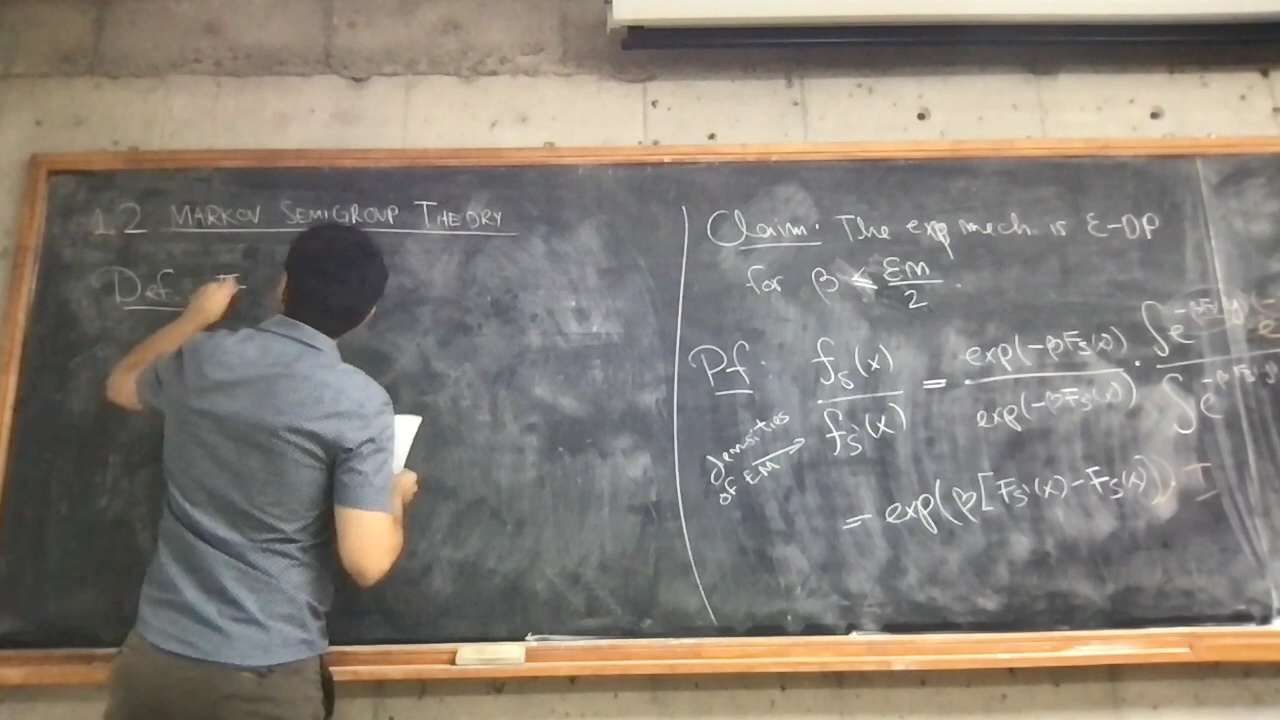 1.2 MARKOV SEMIGROUP THEORY
Def.
Claim: The exp mech. is ε-DP
for β ≤ εm/2.
Pf: f_S(x)/f_S'(x) = exp(-βF_S(x))/exp(-βF_S'(x)) · ∫e
densities
of EM →
= exp(β[F_S'(x)-F_S(x)]) · I